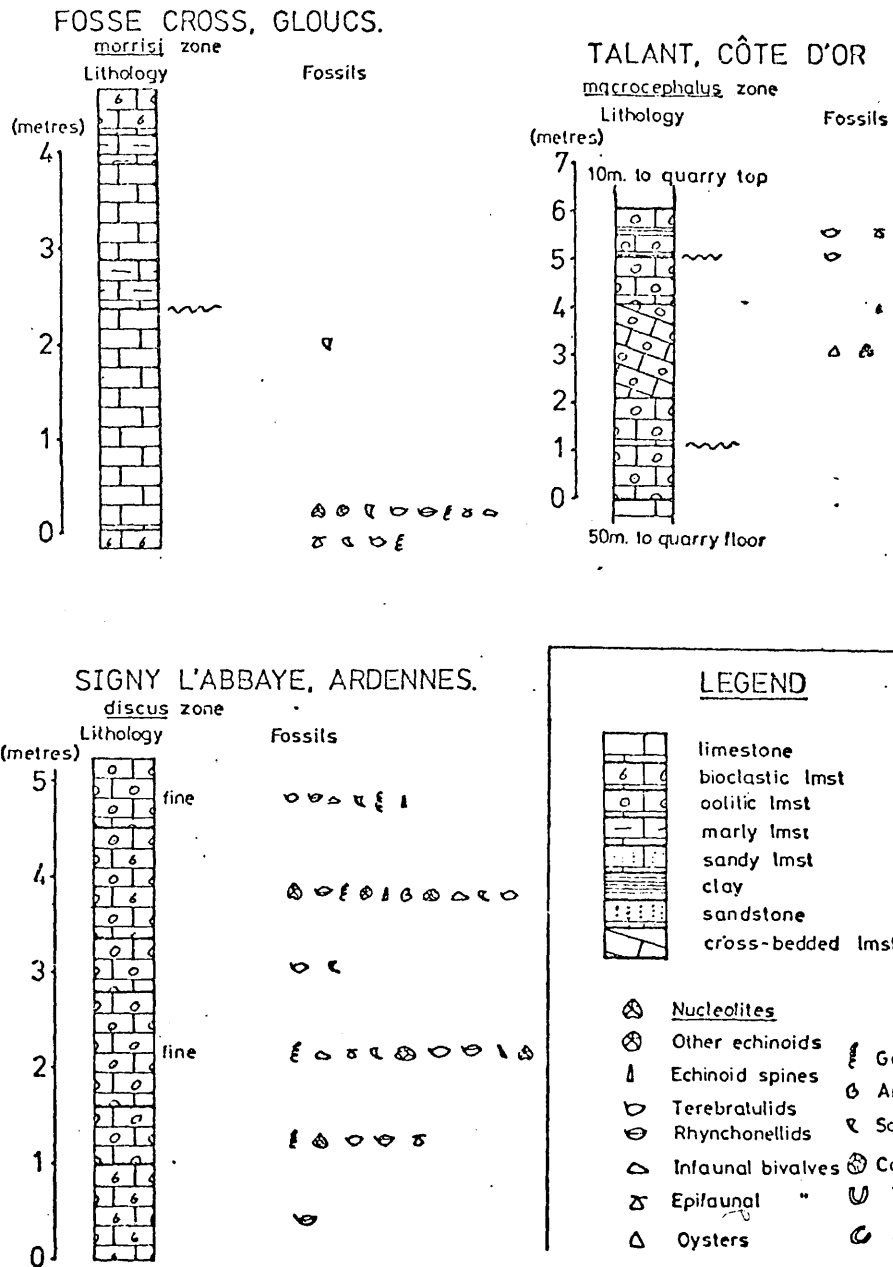 FOSSE CROSS, GLOUCS.
morrisi zone
Lithology Fossils
(metres)
4
3
2
1
0
TALANT, CÔTE D'OR
macrocephalus zone
Lithology Fossils
(metres)
7
10m. to quarry top
6
5
4
3
2
1
0
50m. to quarry floor
SIGNY L'ABBAYE, ARDENNES.
discus zone
Lithology Fossils
(metres)
5
fine
4
3
fine
2
1
0
LEGEND
limestone
bioclastic lmst
oolitic lmst
marly lmst
sandy lmst
clay
sandstone
cross-bedded lmst
Nucleolites
Other echinoids
Echinoid spines
Terebratulids
Rhynchonellids
Infaunal bivalves
Epifaunal "
Oysters